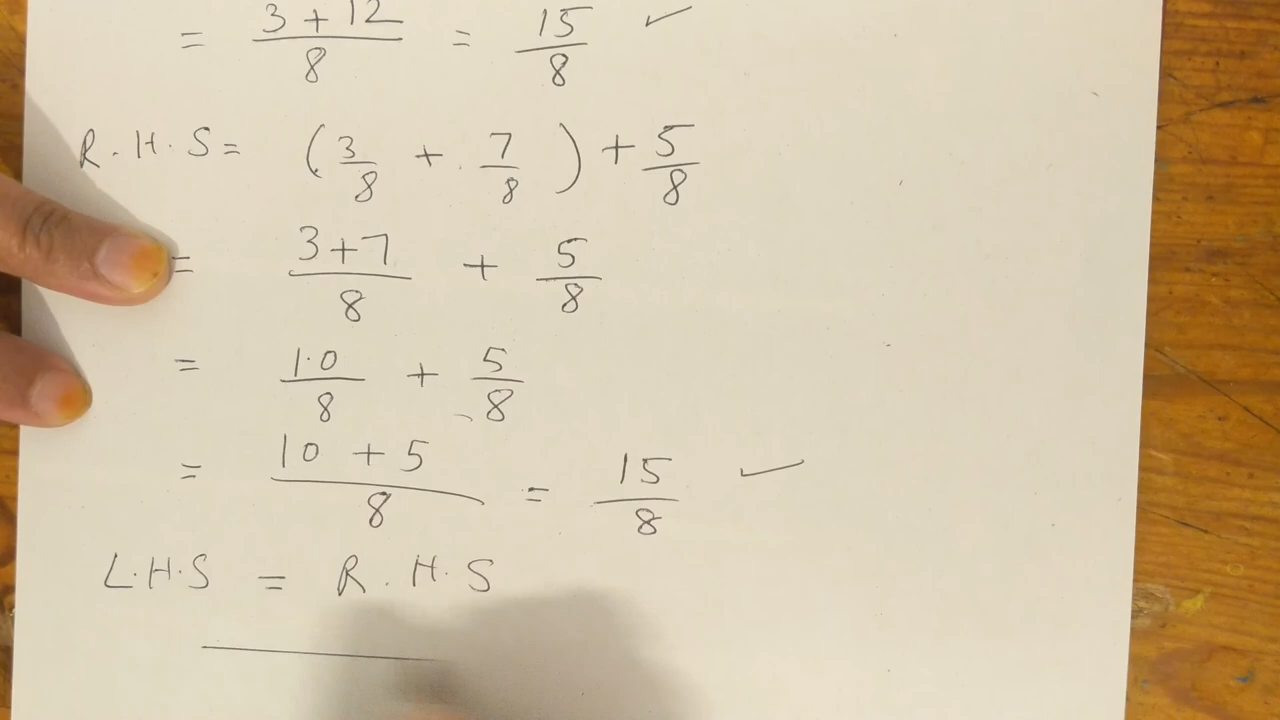 = 3 + 12 / 8 = 15 / 8 ✓
R.H.S = (3/8 + 7/8) + 5/8
= 3+7 / 8 + 5/8
= 10/8 + 5/8
= 10 + 5 / 8 = 15/8 ✓
L.H.S = R.H.S